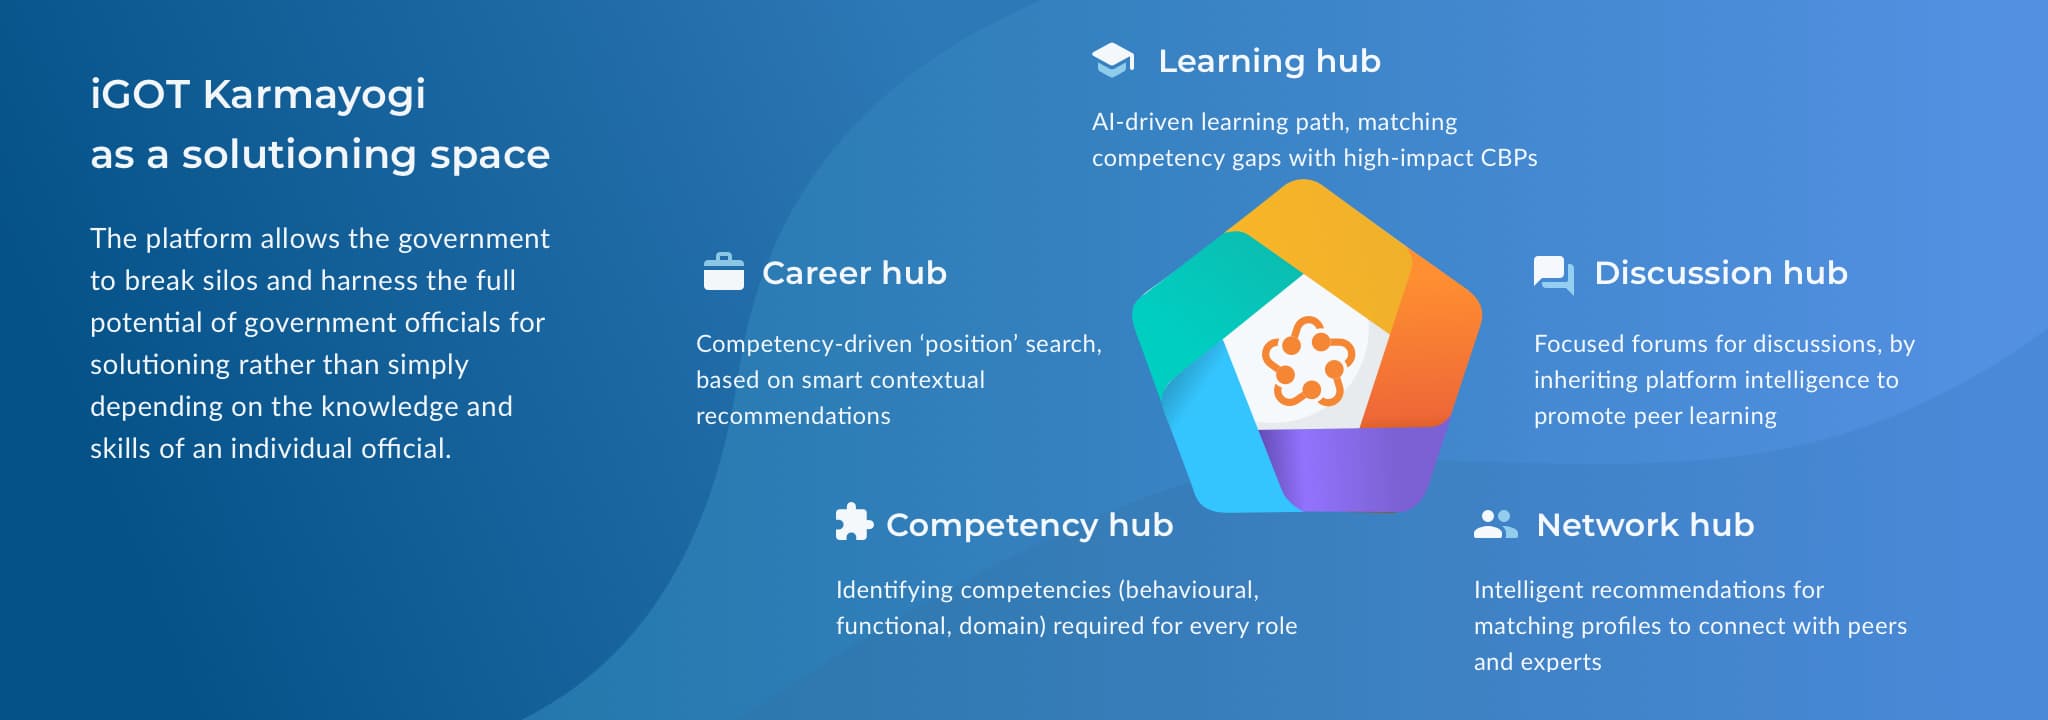 iGOT Karmayogi
as a solutioning space
The platform allows the government
to break silos and harness the full
potential of government officials for
solutioning rather than simply
depending on the knowledge and
skills of an individual official.
Learning hub
AI-driven learning path, matching
competency gaps with high-impact CBPs
Career hub
Competency-driven ‘position’ search,
based on smart contextual
recommendations
Discussion hub
Focused forums for discussions, by
inheriting platform intelligence to
promote peer learning
Competency hub
Identifying competencies (behavioural,
functional, domain) required for every role
Network hub
Intelligent recommendations for
matching profiles to connect with peers
and experts